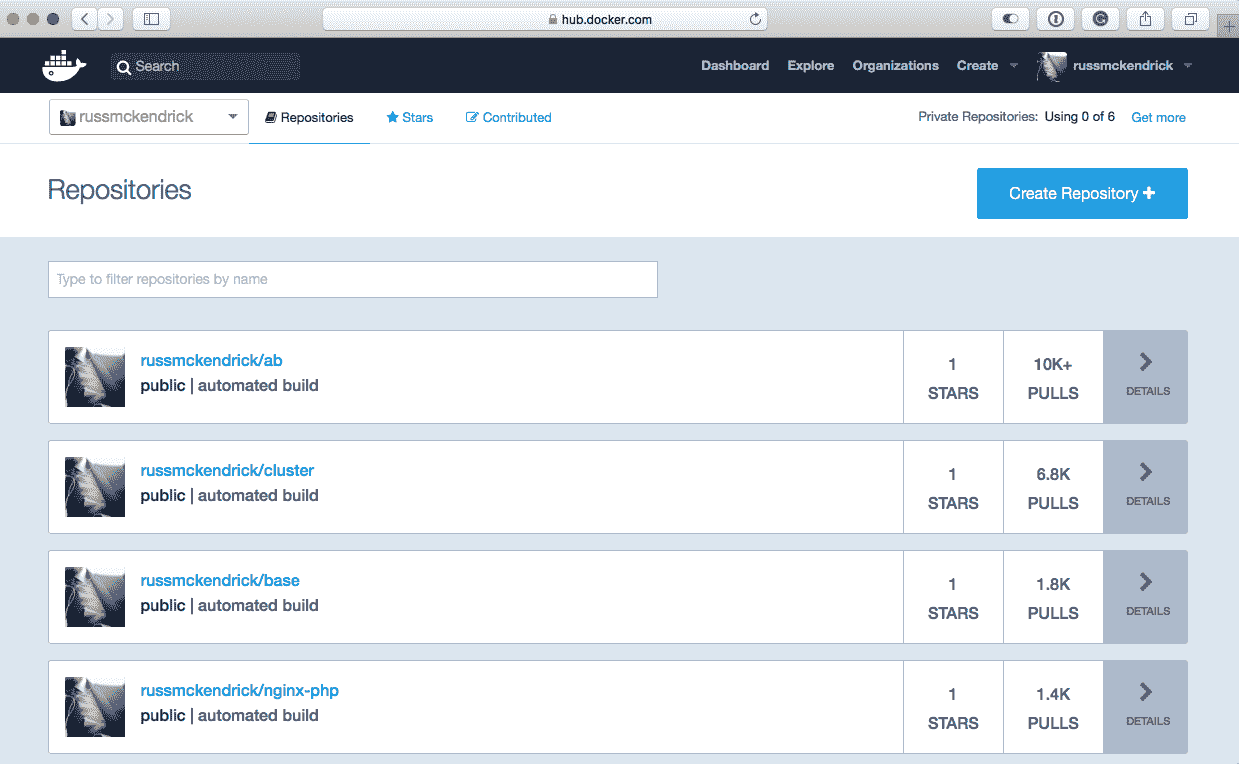 hub.docker.com
Search
Dashboard Explore Organizations Create russmckendrick
russmckendrick Repositories Stars Contributed Private Repositories: Using 0 of 6 Get more
Repositories
Create Repository
Type to filter repositories by name
russmckendrick/ab
public | automated build
1
STARS
10K+
PULLS
DETAILS
russmckendrick/cluster
public | automated build
1
STARS
6.8K
PULLS
DETAILS
russmckendrick/base
public | automated build
1
STARS
1.8K
PULLS
DETAILS
russmckendrick/nginx-php
public | automated build
1
STARS
1.4K
PULLS
DETAILS